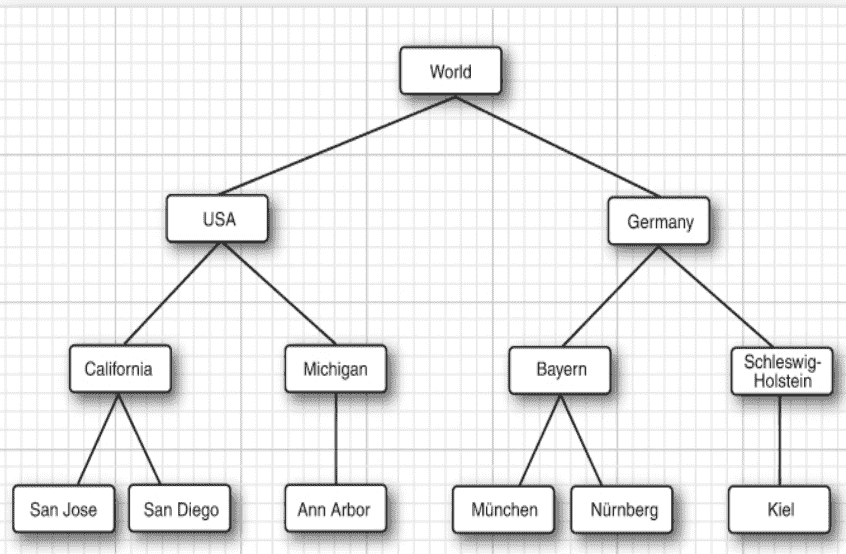 World
USA
Germany
California
Michigan
Bayern
Schleswig-
Holstein
San Jose
San Diego
Ann Arbor
München
Nürnberg
Kiel